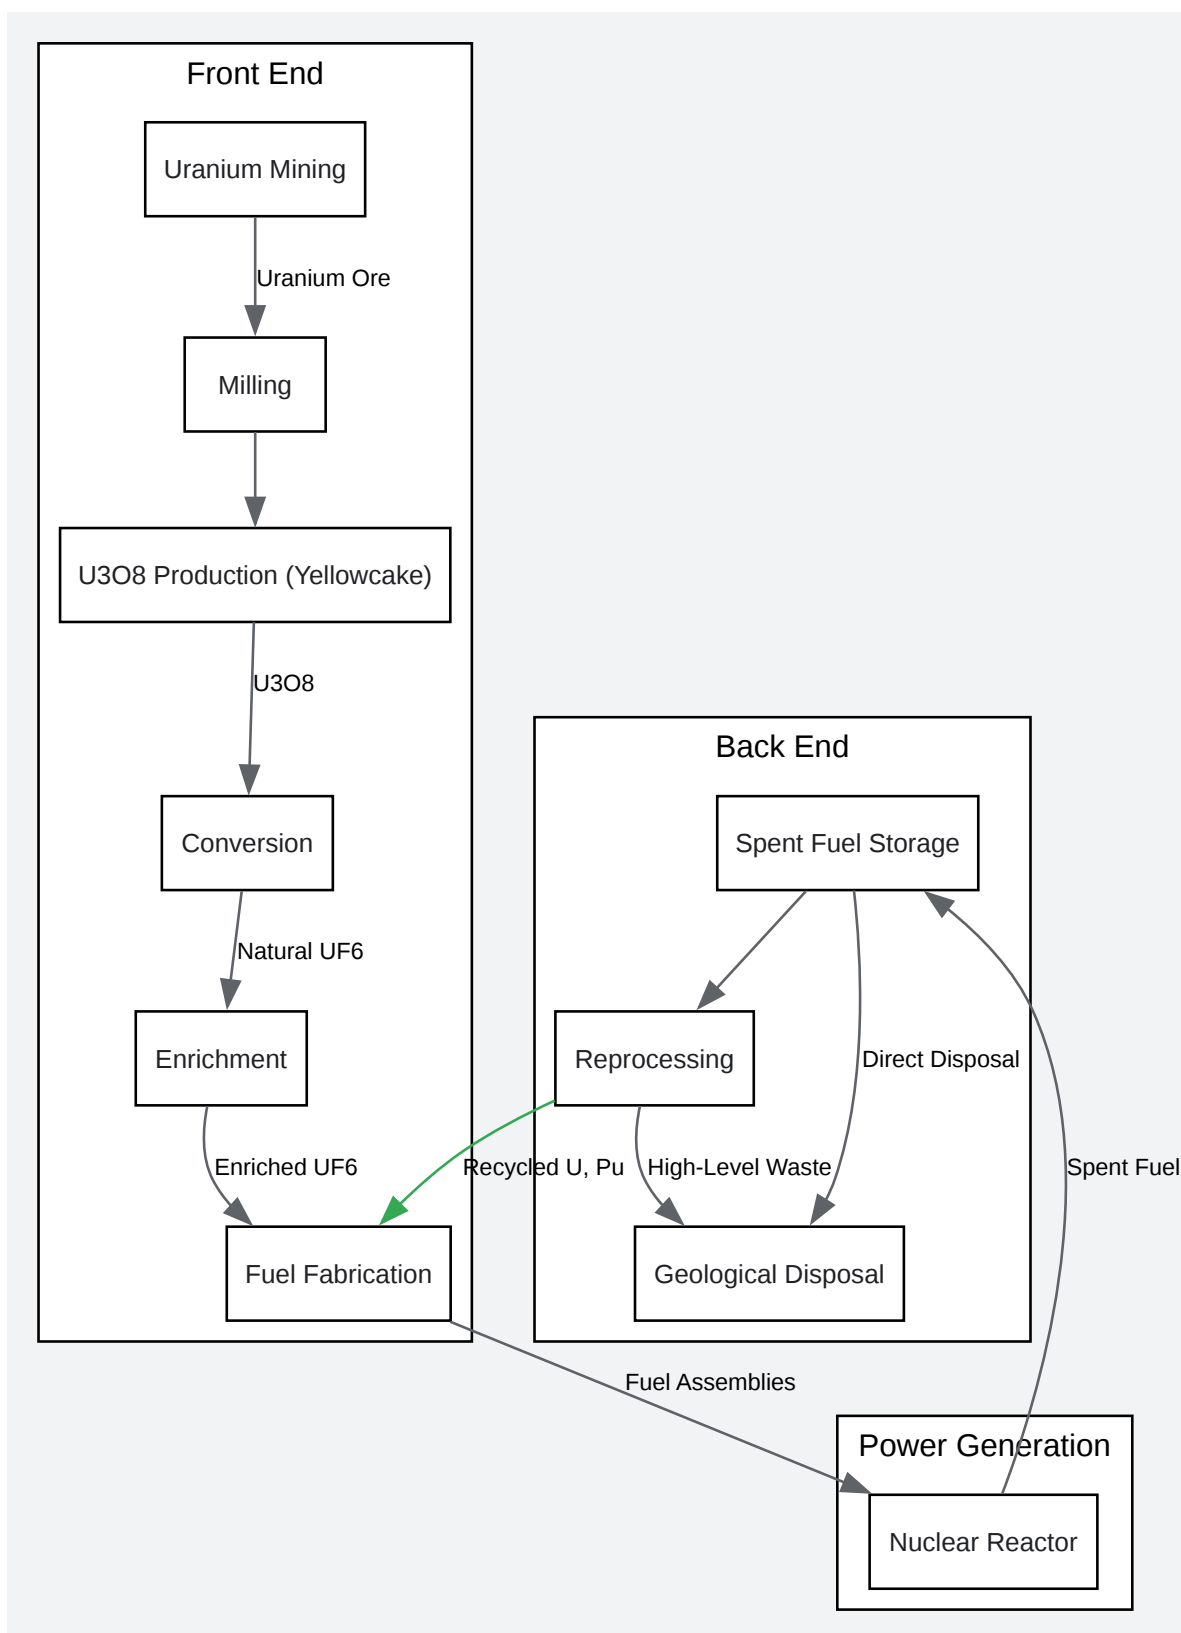 Front End
Uranium Mining
Uranium Ore
Milling
U3O8 Production (Yellowcake)
U3O8
Conversion
Natural UF6
Enrichment
Enriched UF6
Fuel Fabrication
Back End
Spent Fuel Storage
Reprocessing
Direct Disposal
Recycled U, Pu
High-Level Waste
Geological Disposal
Spent Fuel
Fuel Assemblies
Power Generation
Nuclear Reactor